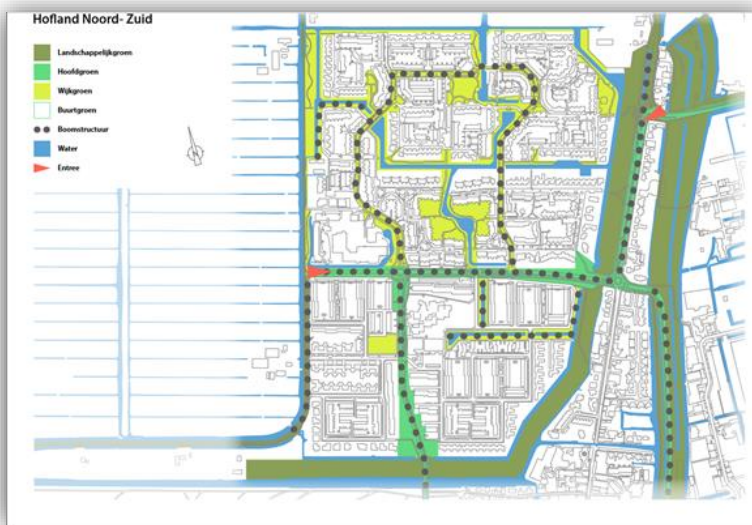 Hofland Noord- Zuid
Landschappelijkgroen
Hoofdgroen
Wijkgroen
Buurtgroen
Boomstructuur
Water
Entree